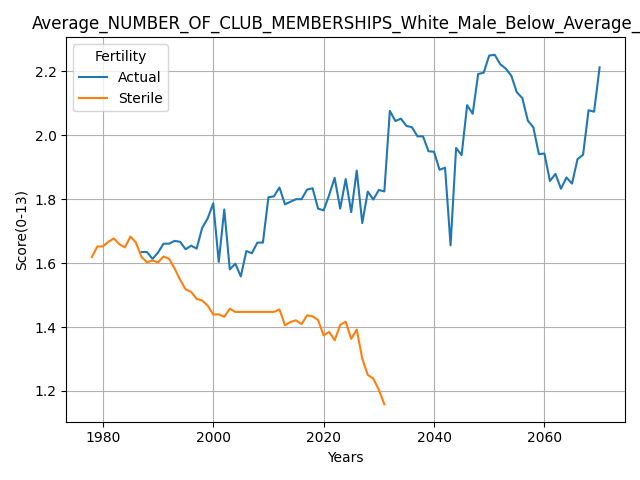 Average_NUMBER_OF_CLUB_MEMBERSHIPS_White_Male_Below_Average_
Fertility
Actual
Sterile
Score(0-13)
2.2
2.0
1.8
1.6
1.4
1.2
1980 2000 2020 2040 2060
Years